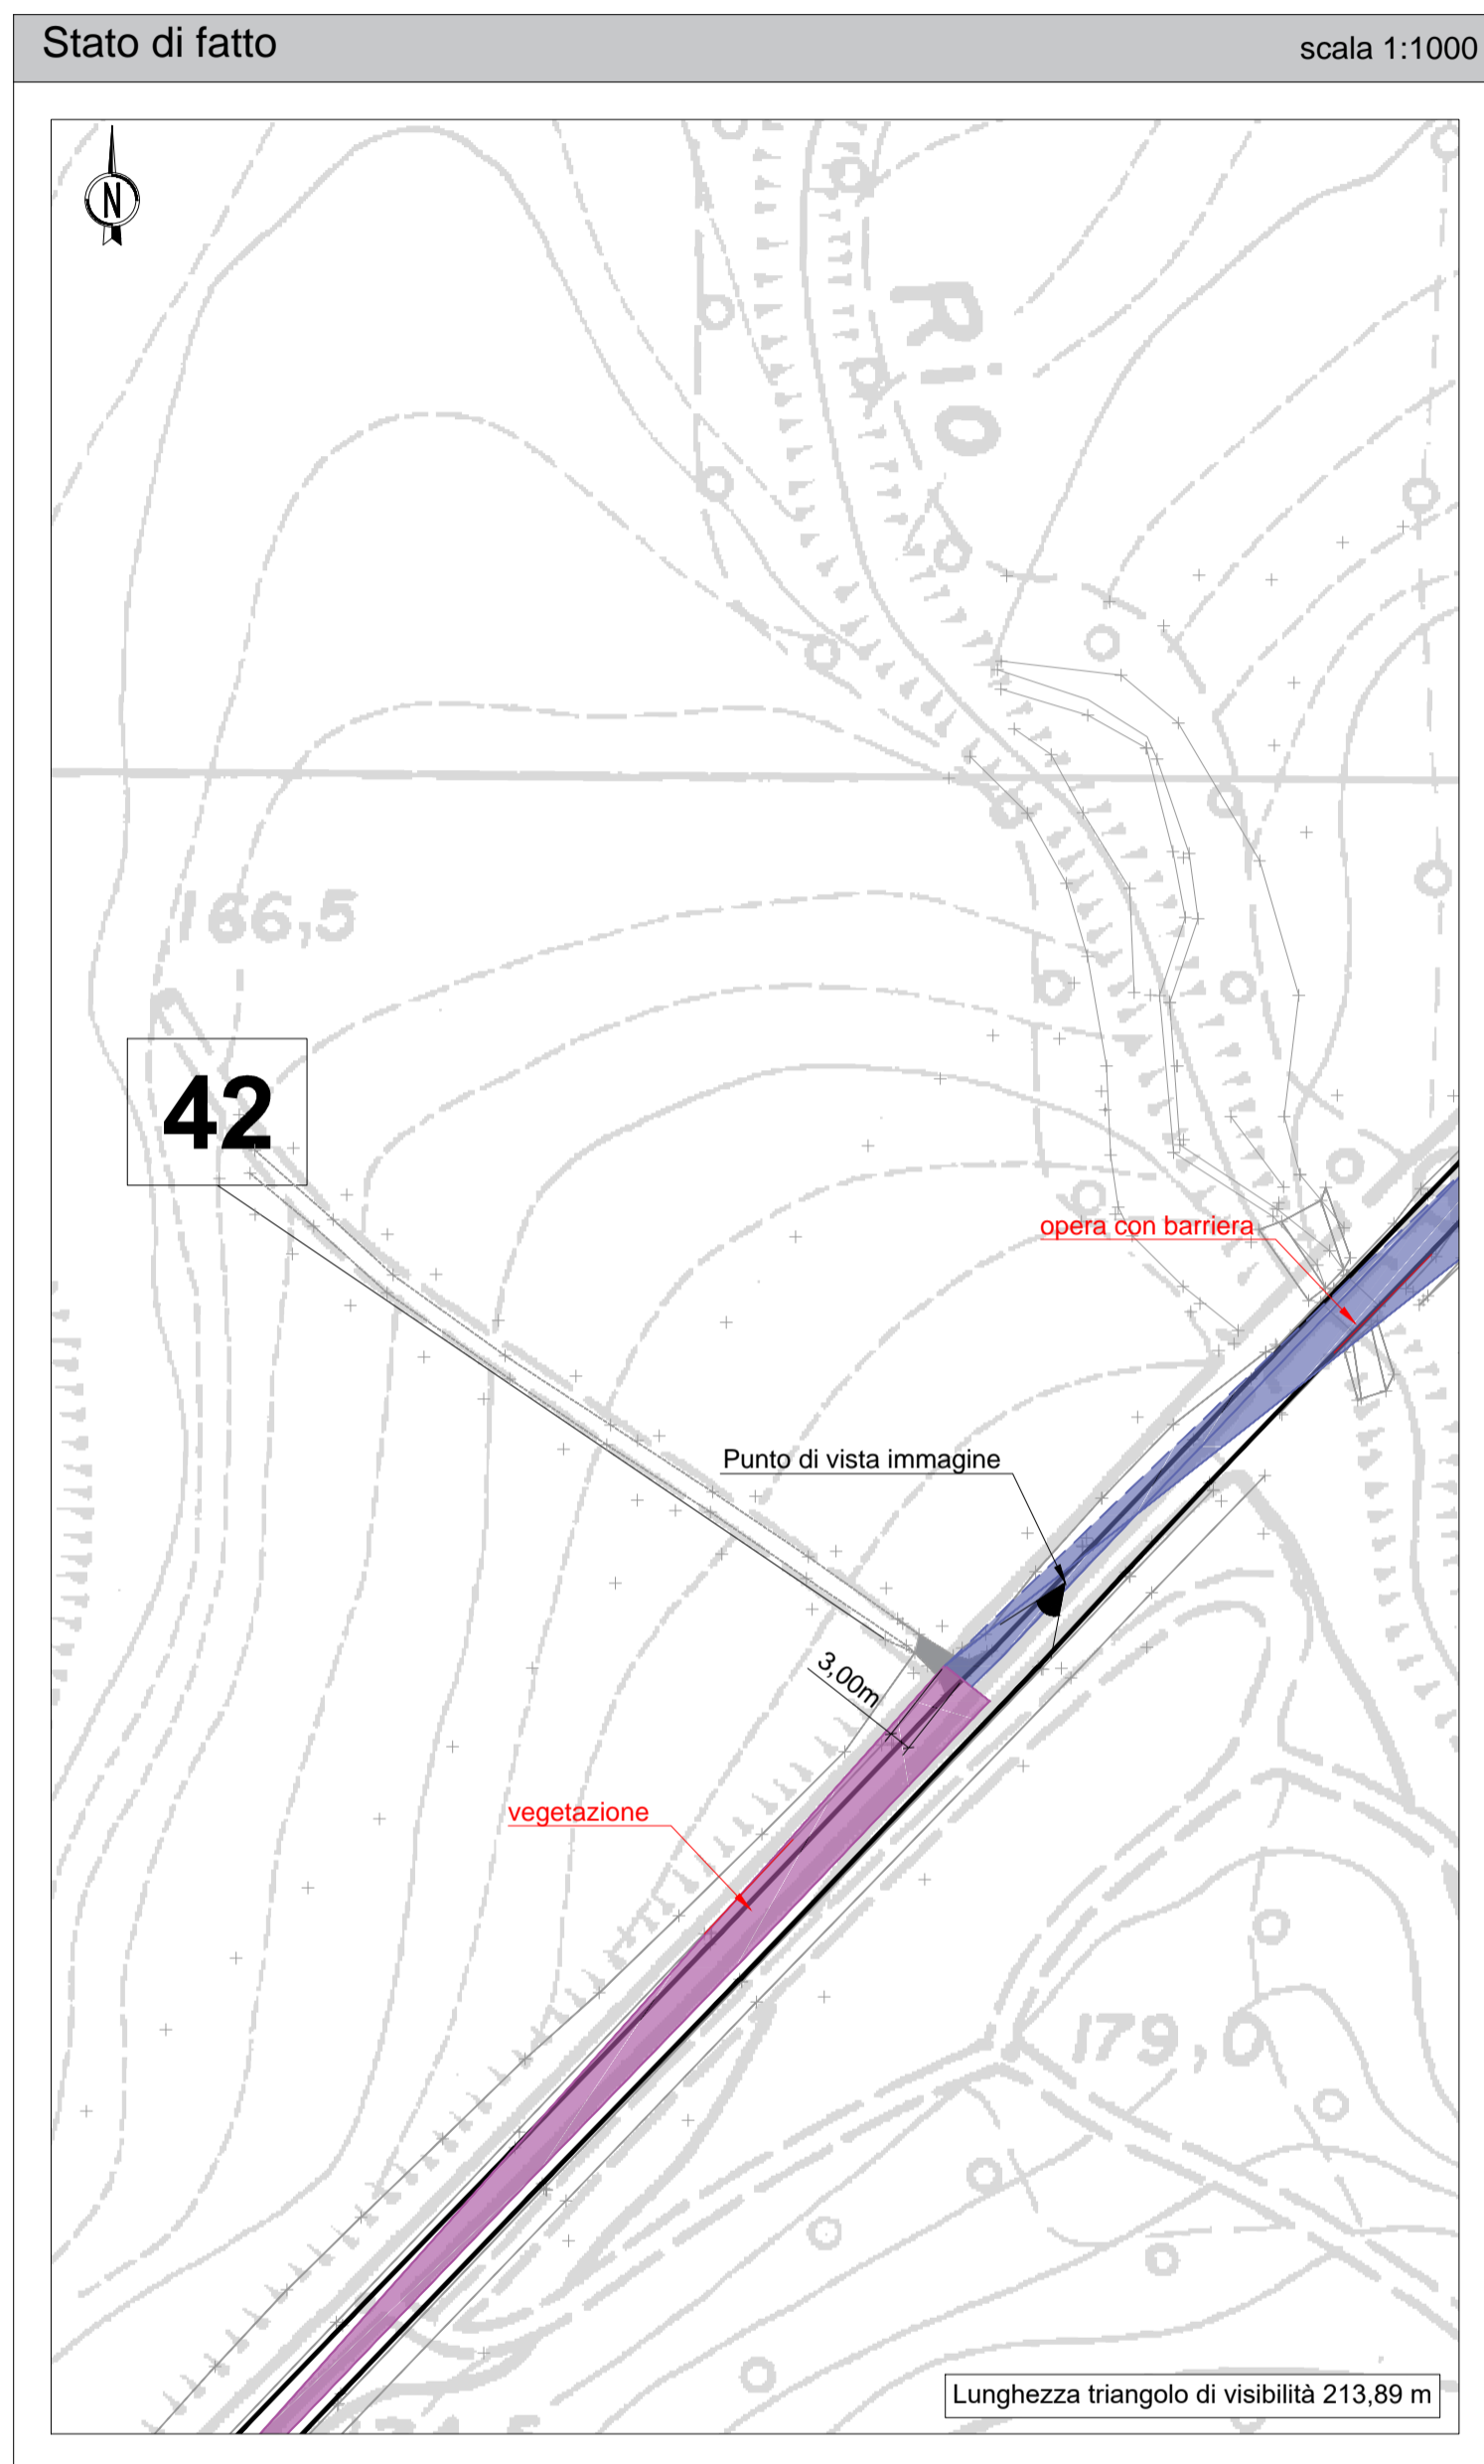 Stato di fatto
scala 1:1000
N
Rio
166,5
42
opera con barriera
Punto di vista immagine
3,00m
vegetazione
179,0
Lunghezza triangolo di visibilità 213,89 m